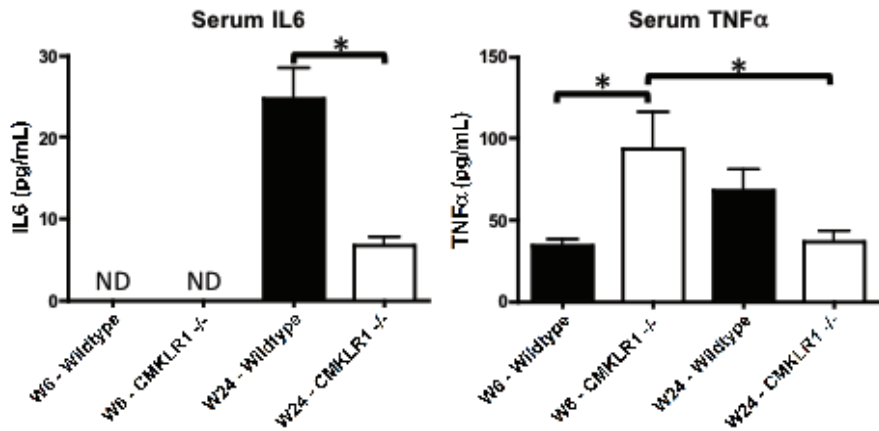 Serum IL6
*
30
20
10
0
IL6 (pg/mL)
ND
ND
W6 - Wildtype
W6 - CMKLR1 -/-
W24 - Wildtype
W24 - CMKLR1 -/-
Serum TNFα
*
*
150
100
50
0
TNFα (pg/mL)
W6 - Wildtype
W6 - CMKLR1 -/-
W24 - Wildtype
W24 - CMKLR1 -/-